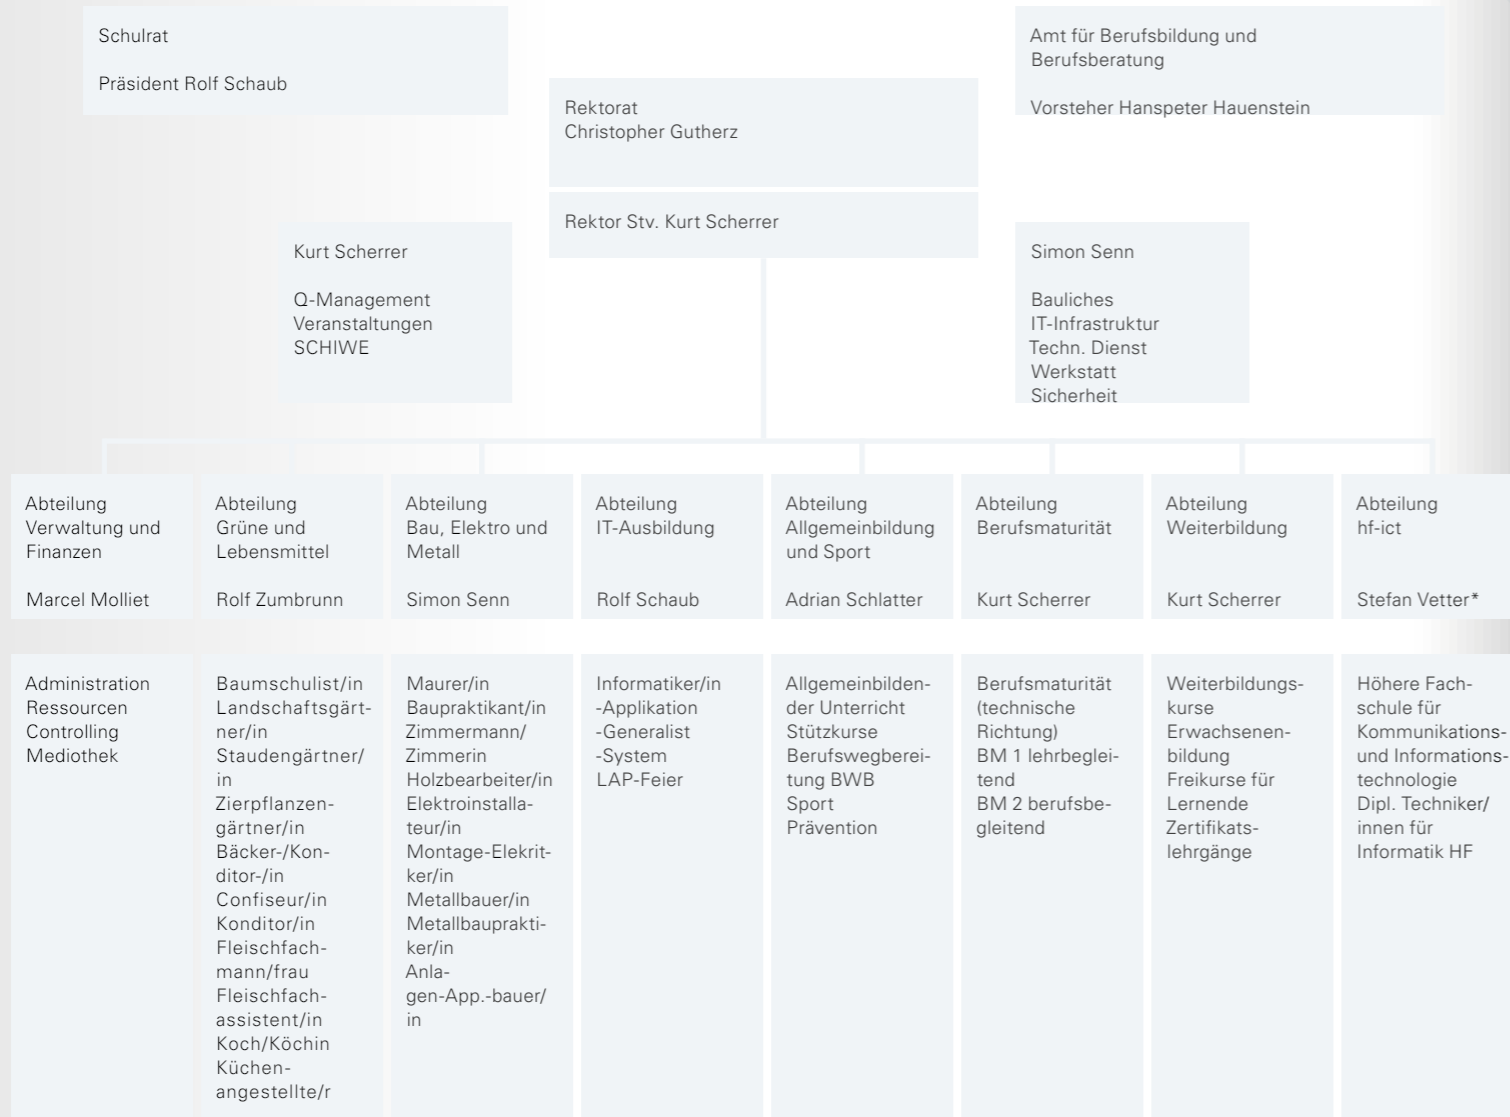 Schulrat
Präsident Rolf Schaub
Amt für Berufsbildung und
Berufsberatung
Vorsteher Hanspeter Hauenstein
Rektorat
Christopher Gutherz
Rektor Stv. Kurt Scherrer
Kurt Scherrer
Q-Management
Veranstaltungen
SCHIWE
Simon Senn
Bauliches
IT-Infrastruktur
Techn. Dienst
Werkstatt
Sicherheit
Abteilung
Verwaltung und
Finanzen
Marcel Molliet
Abteilung
Grüne und
Lebensmittel
Rolf Zumbrunn
Abteilung
Bau, Elektro und
Metall
Simon Senn
Abteilung
IT-Ausbildung
Rolf Schaub
Abteilung
Allgemeinbildung
und Sport
Adrian Schlatter
Abteilung
Berufsmaturität
Kurt Scherrer
Abteilung
Weiterbildung
Kurt Scherrer
Abteilung
hf-ict
Stefan Vetter*
Administration
Ressourcen
Controlling
Mediothek
Baumschulist/in
Landschaftsgärt-
ner/in
Staudengärtner/
in
Zierpflanzen-
gärtner/in
Bäcker-/Kon-
ditor-/in
Confiseur/in
Konditor/in
Fleischfach-
mann/frau
Fleischfach-
assistent/in
Koch/Köchin
Küchen-
angestellte/r
Maurer/in
Baupraktikant/in
Zimmermann/
Zimmerin
Holzbearbeiter/in
Elektroinstalla-
teur/in
Montage-Elekrit-
ker/in
Metallbauer/in
Metallbauprakti-
ker/in
Anla-
gen-App.-bauer/
in
Informatiker/in
-Applikation
-Generalist
-System
LAP-Feier
Allgemeinbilden-
der Unterricht
Stützkurse
Berufswegberei-
tung BWB
Sport
Prävention
Berufsmaturität
(technische
Richtung)
BM 1 lehrbeglei-
tend
BM 2 berufsbe-
gleitend
Weiterbildungs-
kurse
Erwachsenen-
bildung
Freikurse für
Lernende
Zertifikats-
lehrgänge
Höhere Fach-
schule für
Kommunikations-
und Informations-
technologie
Dipl. Techniker/
innen für
Informatik HF